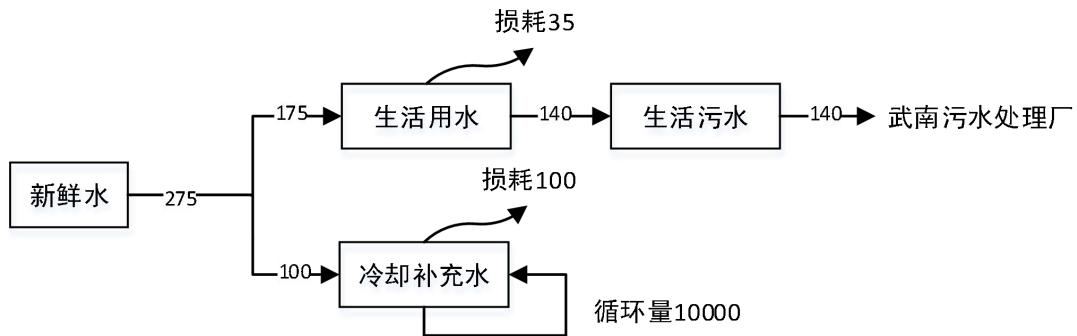 损耗35
175
生活用水
140
生活污水
140
武南污水处理厂
新鲜水
275
损耗100
100
冷却补充水
循环量10000